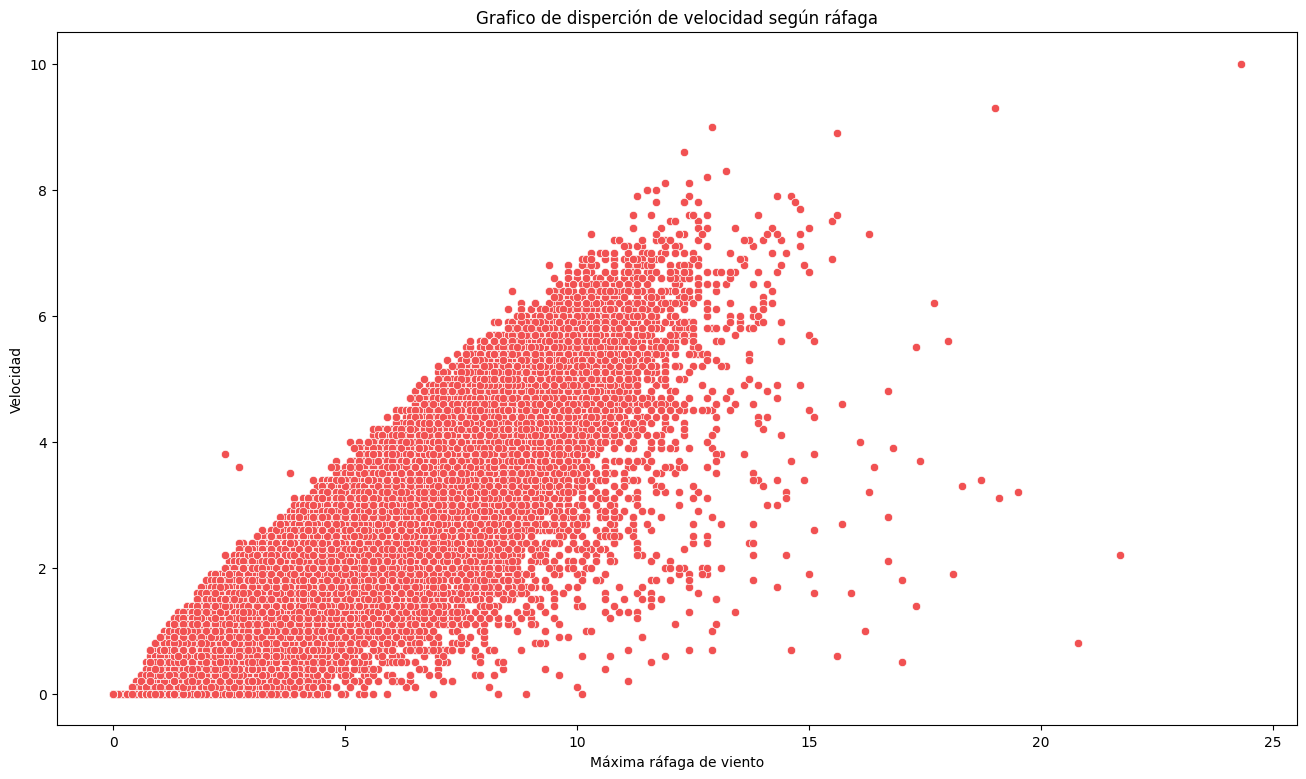 Grafico de disperción de velocidad según ráfaga
Velocidad
10
8
6
4
2
0
0 5 10 15 20 25
Máxima ráfaga de viento